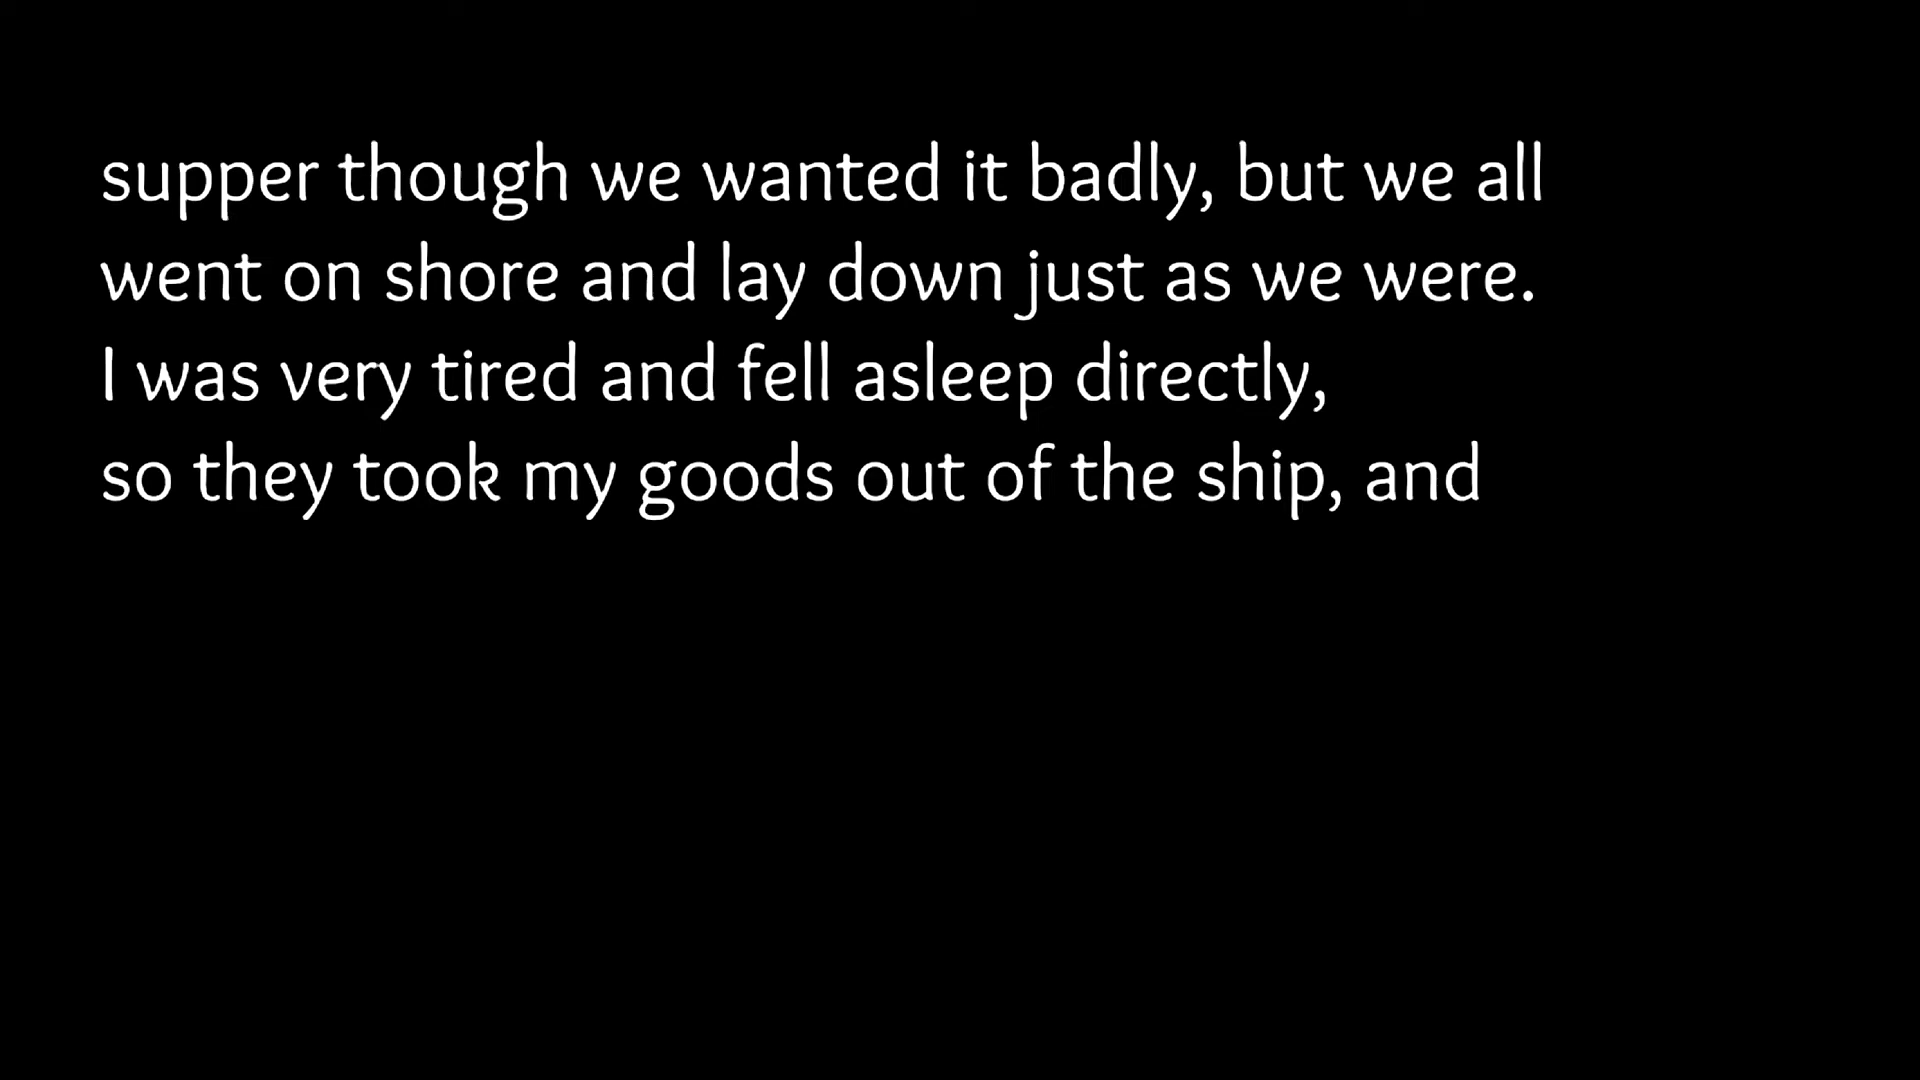 supper though we wanted it badly, but we all
went on shore and lay down just as we were.
I was very tired and fell asleep directly,
so they took my goods out of the ship, and